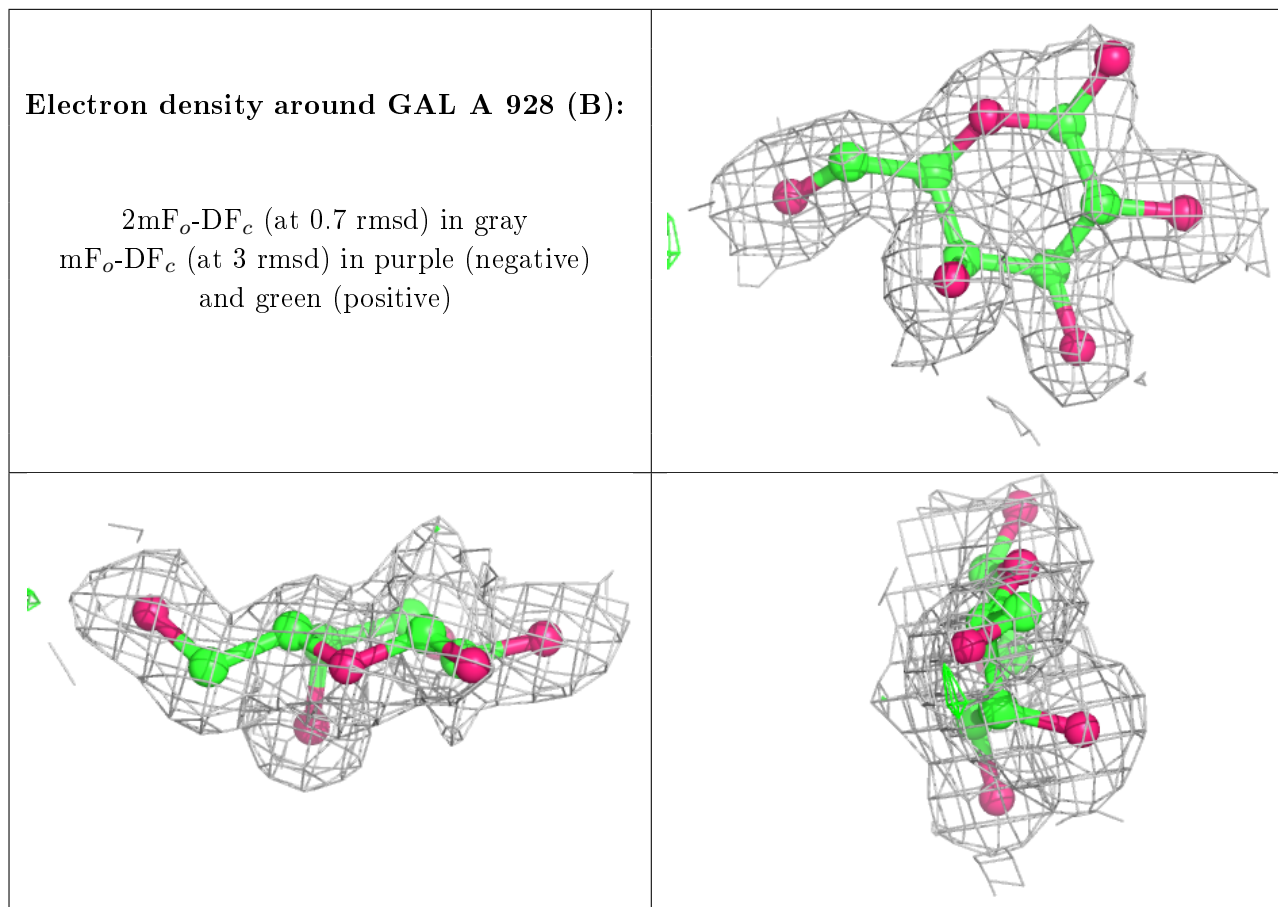 Electron density around GAL A 928 (B):
2mFo-DFc (at 0.7 rmsd) in gray
mFo-DFc (at 3 rmsd) in purple (negative)
and green (positive)